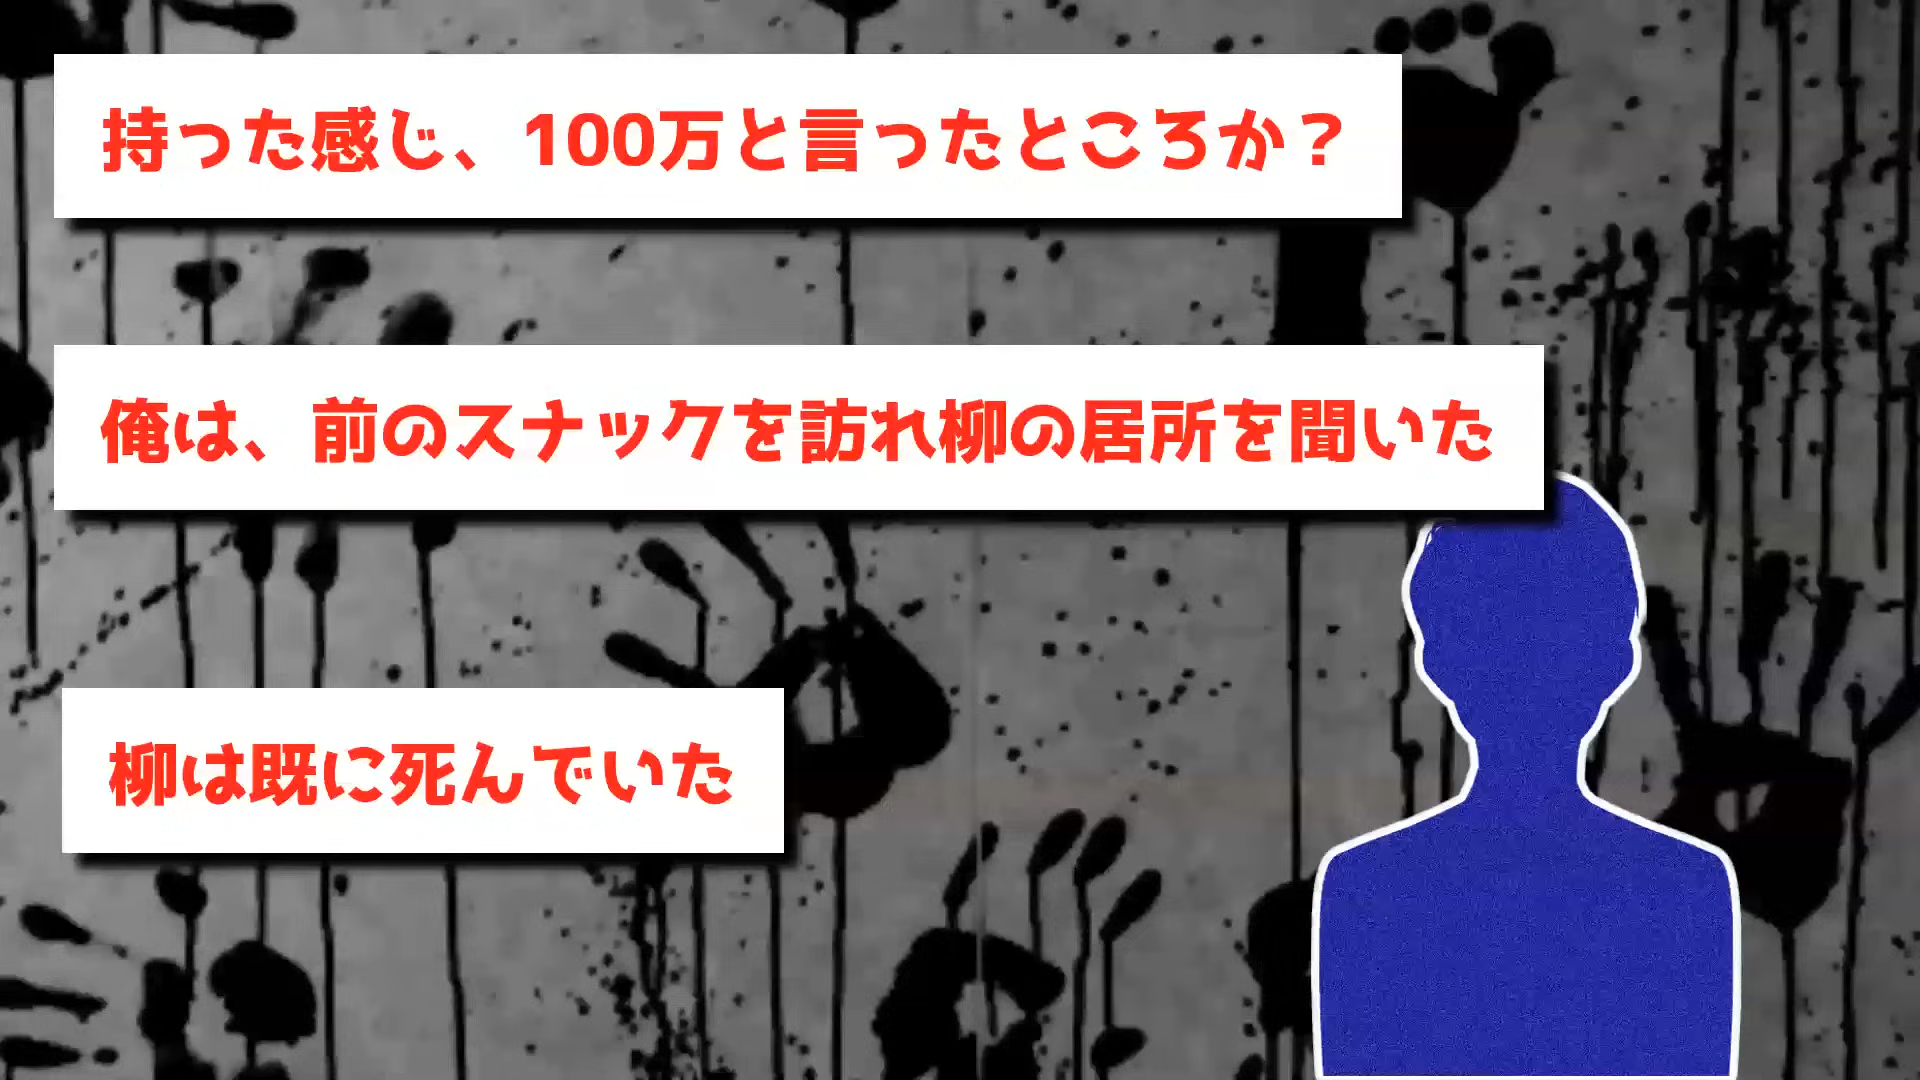 持った感じ、100万と言ったところか？
俺は、前のスナックを訪れ柳の居所を聞いた
柳は既に死んでいた